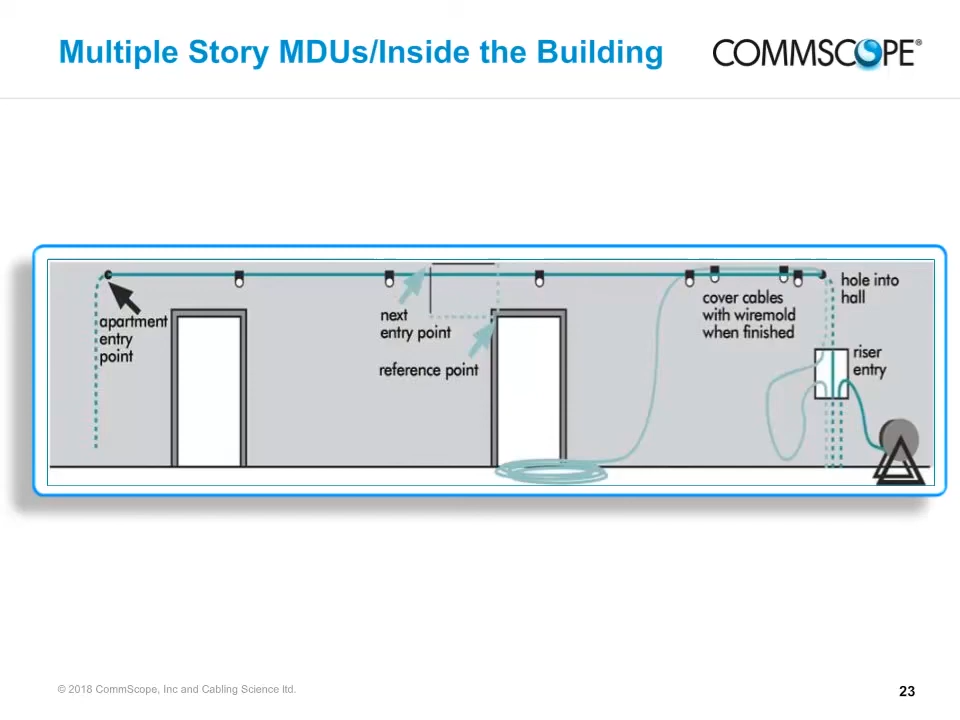 Multiple Story MDUs/Inside the Building
COMMSCOPE®
apartment
entry
point
next
entry point
reference point
cover cables
with wiremold
when finished
hole into
hall
riser
entry
© 2018 CommScope, Inc and Cabling Science ltd.
23